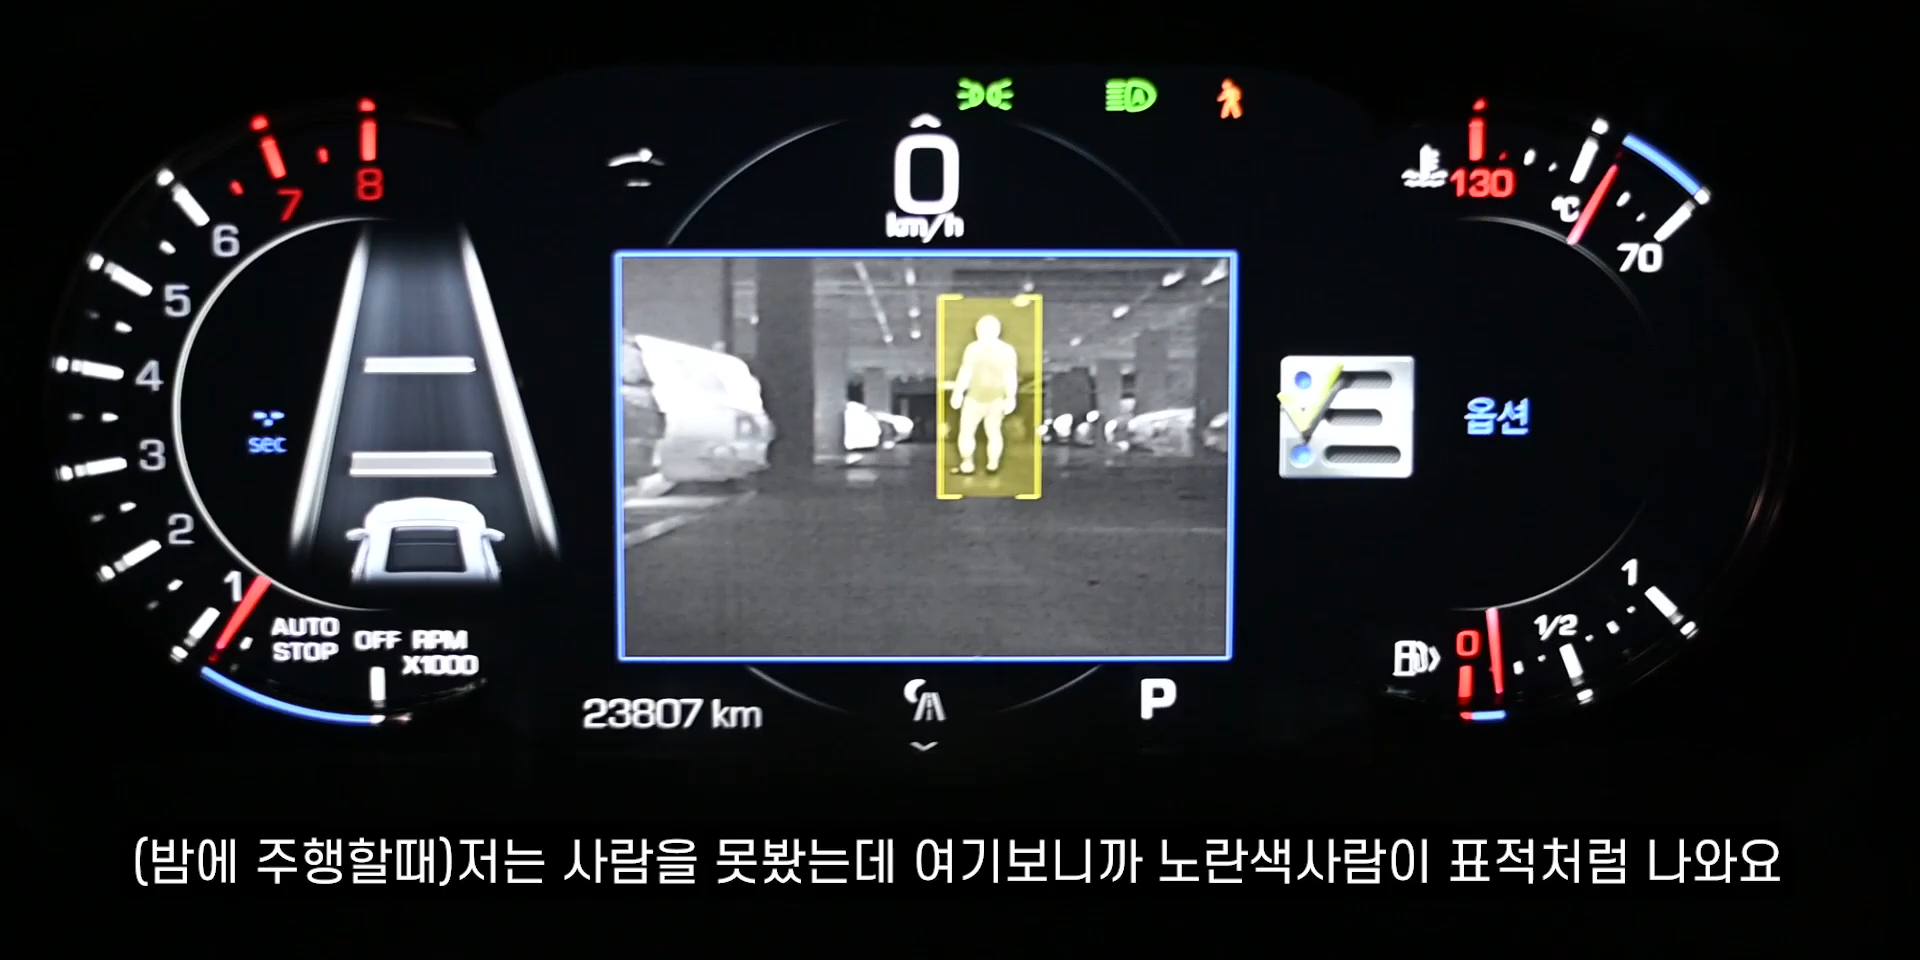 0
km/h
8
7
6
5
4
3
2
1
sec
AUTO
STOP
OFF
RPM
X1000
130
°C
70
옵션
1
1/2
0
23807 km
P
(밤에 주행할때)저는 사람을 못봤는데 여기보니까 노란색사람이 표적처럼 나와요